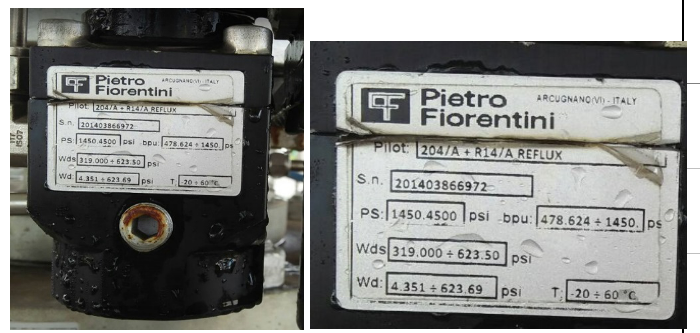 Pietro
Fiorentini
ARCUGNANO(VI) - ITALY
Pilot: 204/A + R14/A REFLUX
S.n. 201403866972
PS: 1450.4500 psi bpu: 478.624 ÷ 1450. ps
Wds 319.000 ÷ 623.50 psi
Wd: 4.351 ÷ 623.69 psi T: -20 ÷ 60 °C
Pietro
Fiorentini
ARCUGNANO(VI) - ITALY
Pilot: 204/A + R14/A REFLUX
S.n. 201403866972
PS: 1450.4500 psi bpu: 478.624 ÷ 1450. ps
Wds 319.000 ÷ 623.50 psi
Wd: 4.351 ÷ 623.69 psi T: -20 ÷ 60 °C